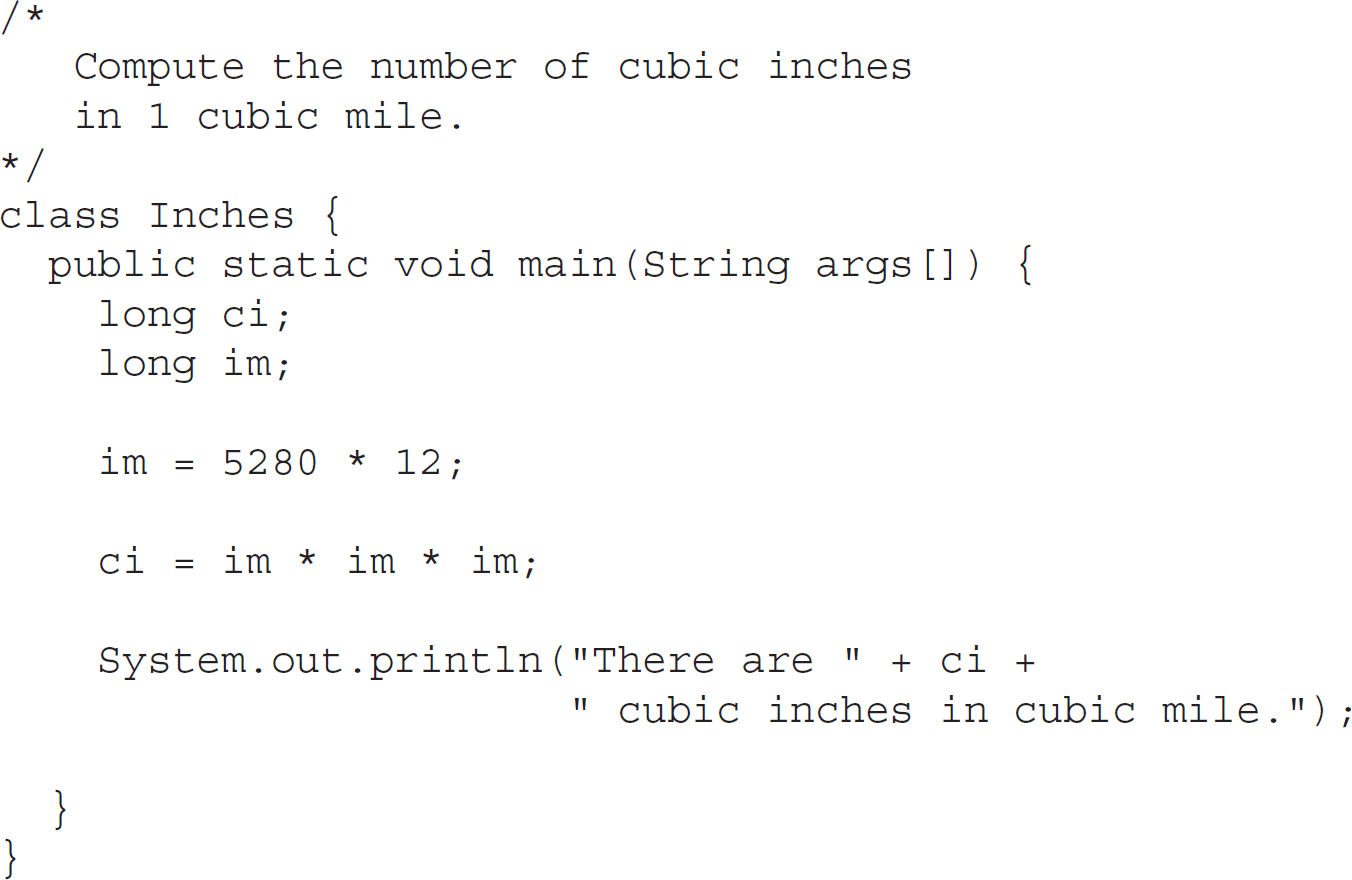 /*
   Compute the number of cubic inches
   in 1 cubic mile.
*/
class Inches {
  public static void main(String args[]) {
    long ci;
    long im;

    im = 5280 * 12;

    ci = im * im * im;

    System.out.println("There are " + ci +
                       " cubic inches in cubic mile.");

  }
}